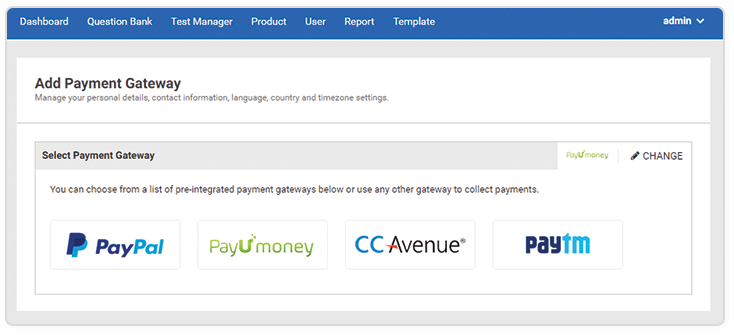 Dashboard Question Bank Test Manager Product User Report Template admin
Add Payment Gateway
Manage your personal details, contact information, language, country and timezone settings.
Select Payment Gateway PayUmoney CHANGE
You can choose from a list of pre-integrated payment gateways below or use any other gateway to collect payments.
PayPal PayUmoney CCAvenue® paytm